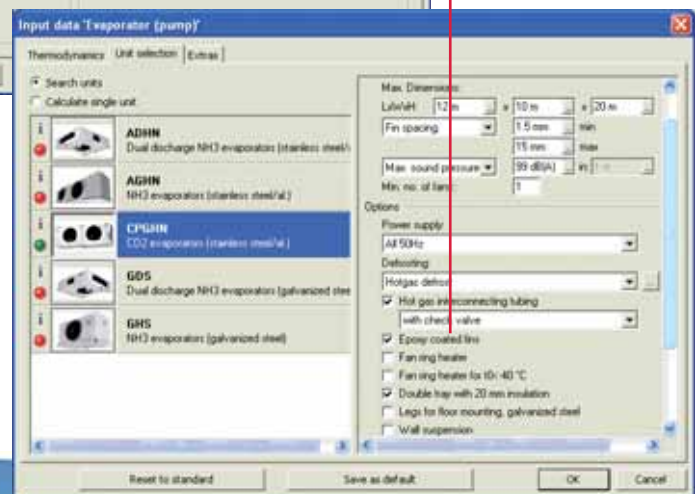 Input data 'Evaporator (pump)'
Thermodynamics Unit selection Extras
Search units
Calculate single unit
i
ADHN
Dual discharge NH3 evaporators (stainless steel/
i
AGHN
NH3 evaporators (stainless steel/al.)
i
CPGHN
CO2 evaporators (stainless steel/al.)
i
GDS
Dual discharge NH3 evaporators (galvanized stee
i
GHS
NH3 evaporators (galvanized steel)
Max. Dimensions
LxWxH: 12 m x 10 m x 20 m
Fin spacing 1.5 mm min
15 mm max
Max. sound pressure 99 dB(A) in
Min. no. of fans: 1
Options
Power supply
All 50Hz
Defrosting
Hotgas defrost ...
Hot gas interconnecting tubing
with check valve
Epoxy coated fins
Fan ring heater
Fan ring heater for t0< 40 °C
Double tray with 20 mm insulation
Legs for floor mounting, galvanized steel
Wall suspension
Reset to standard Save as default OK Cancel